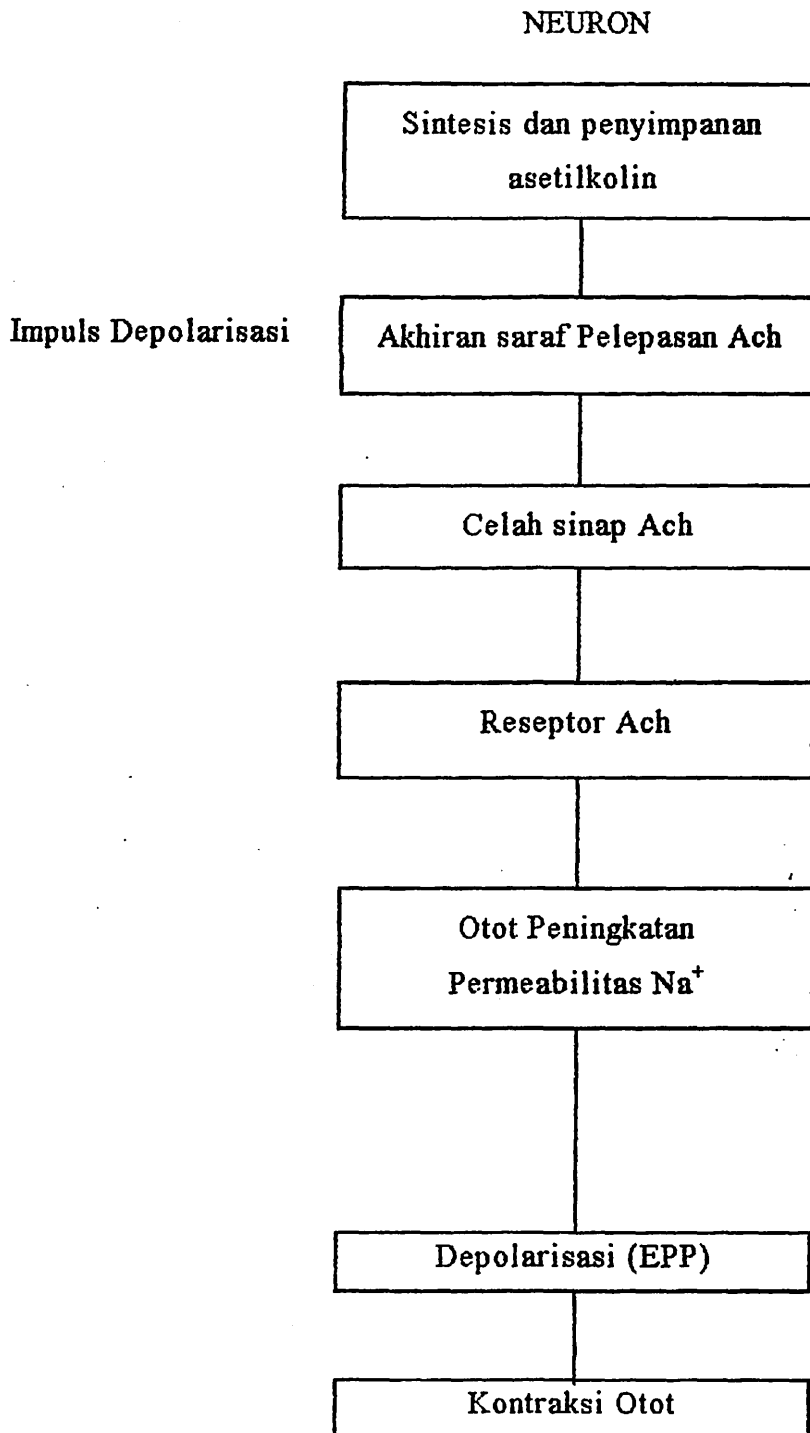 NEURON
Sintesis dan penyimpanan
asetilkolin
Impuls Depolarisasi
Akhiran saraf Pelepasan Ach
Celah sinap Ach
Reseptor Ach
Otot Peningkatan
Permeabilitas Na⁺
Depolarisasi (EPP)
Kontraksi Otot